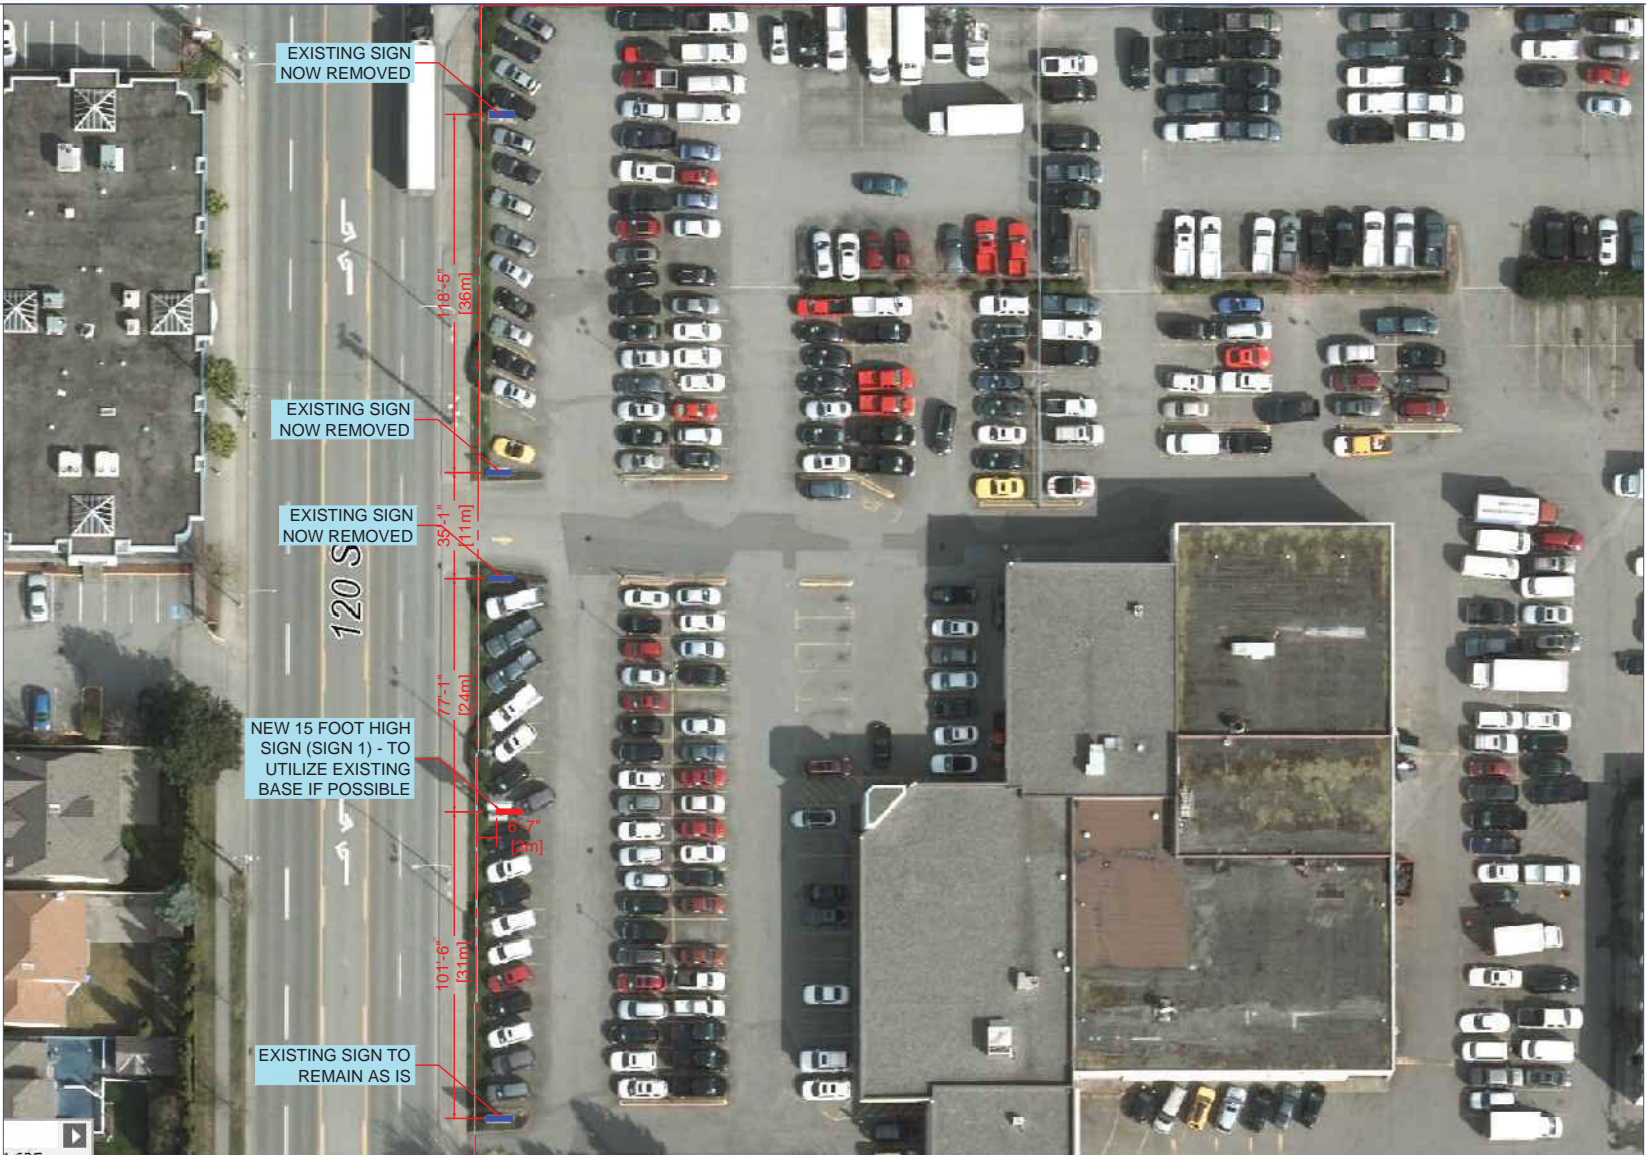 EXISTING SIGN
NOW REMOVED
118'-5"
[36m]
EXISTING SIGN
NOW REMOVED
EXISTING SIGN
NOW REMOVED
35'-1"
[11m]
120 S
77'-1"
[24m]
NEW 15 FOOT HIGH
SIGN (SIGN 1) - TO
UTILIZE EXISTING
BASE IF POSSIBLE
6'-7"
[2m]
101'-6"
[31m]
EXISTING SIGN TO
REMAIN AS IS